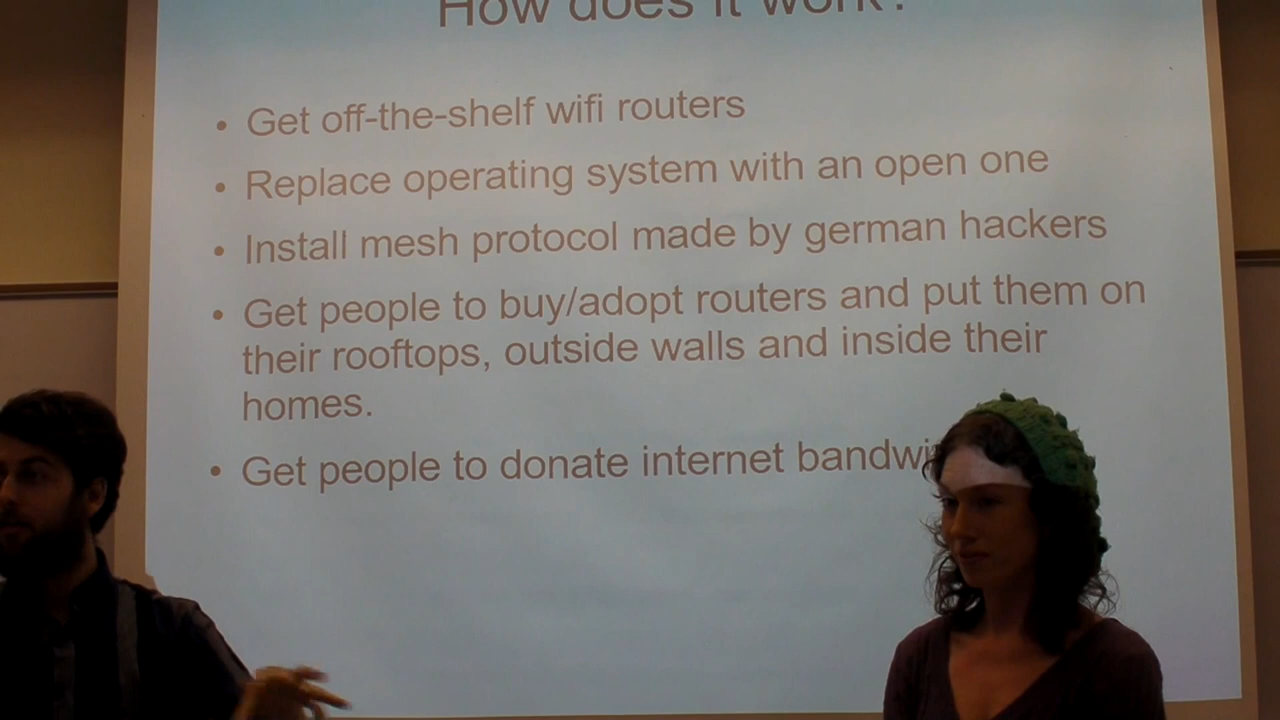 How does it work?
• Get off-the-shelf wifi routers
• Replace operating system with an open one
• Install mesh protocol made by german hackers
• Get people to buy/adopt routers and put them on
their rooftops, outside walls and inside their
homes.
• Get people to donate internet